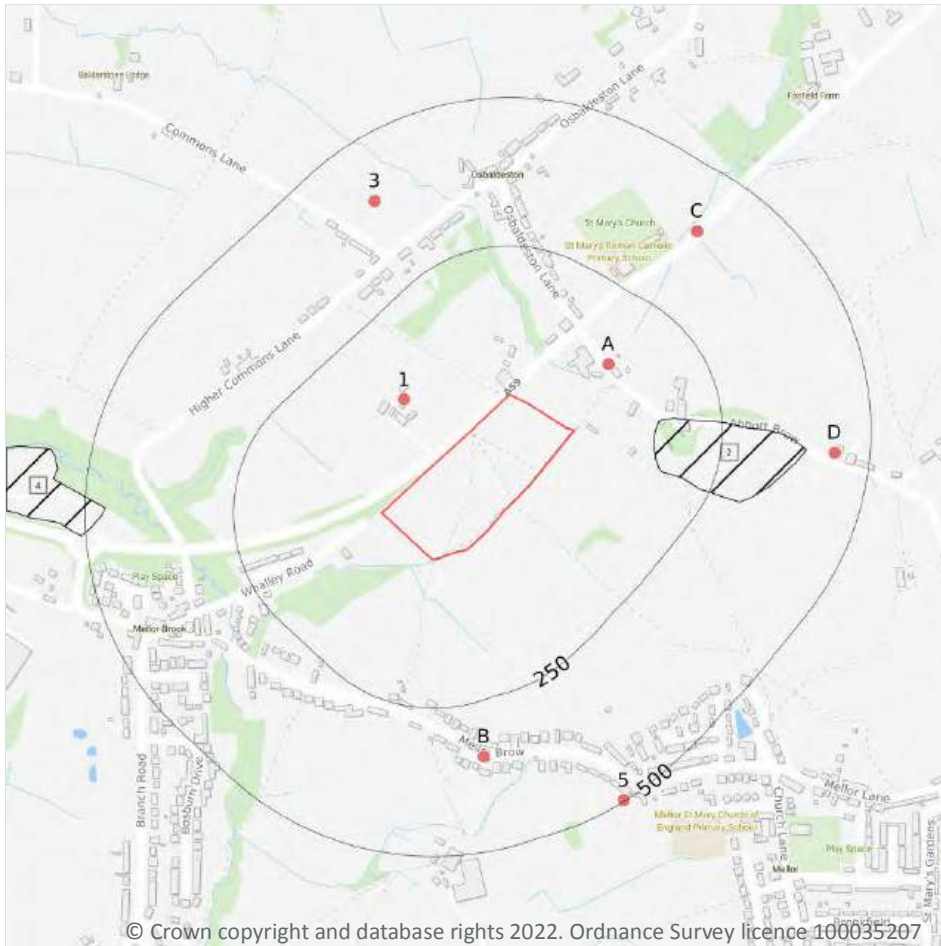 Balderstone Lodge
Foxfield Farm
Osbaldeston Lane
Commons Lane
Osbaldeston
3
Osbaldeston Lane
St Mary's Church
C
St Mary's Roman Catholic
Primary School
Higher Commons Lane
A
1
A59
Abbott Brow
D
2
4
Whalley Road
Play Space
Mellor Brook
250
B
Mellor Brow
5
500
Branch Road
Bosburn Drive
Mellor Lane
Mellor St Mary Church of
England Primary School
Church Lane
Play Space
Mellor
St Mary's Gardens
Brookfield
© Crown copyright and database rights 2022. Ordnance Survey licence 100035207